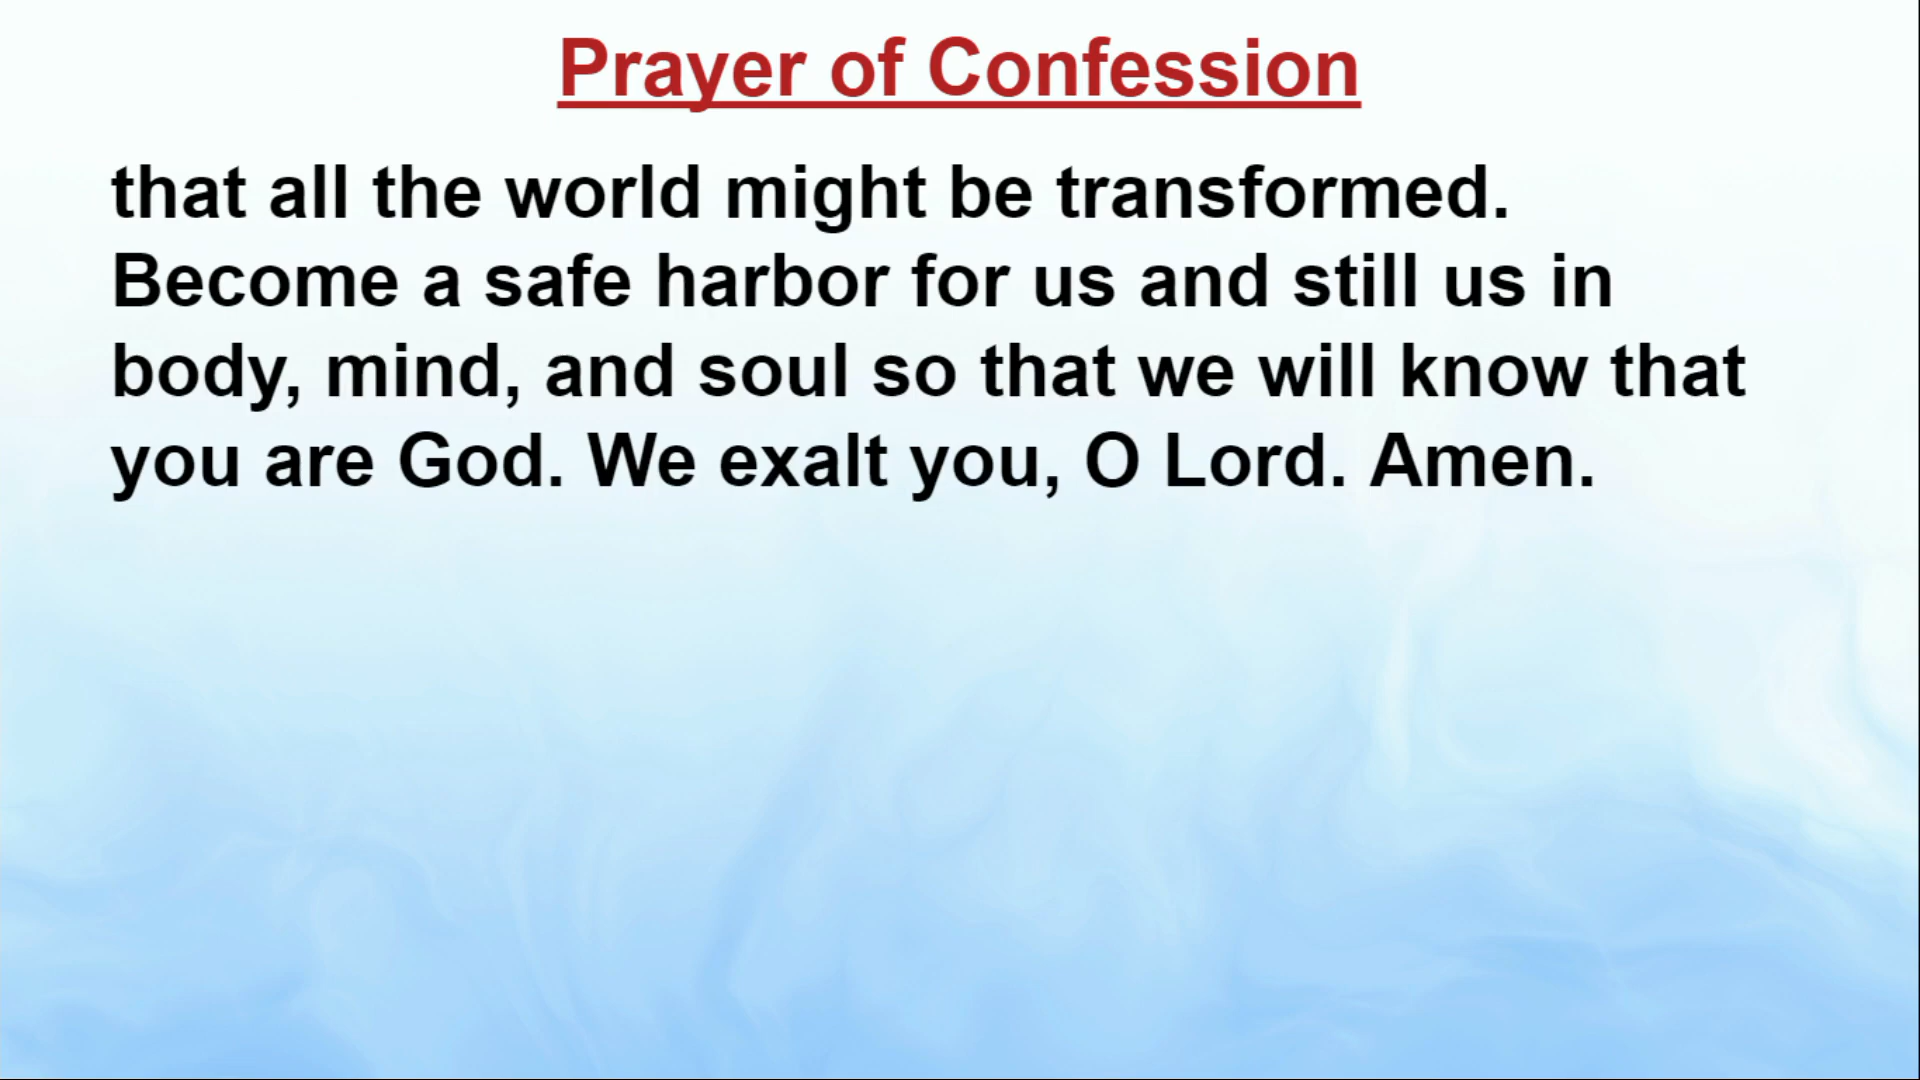 Prayer of Confession
that all the world might be transformed.
Become a safe harbor for us and still us in
body, mind, and soul so that we will know that
you are God. We exalt you, O Lord. Amen.